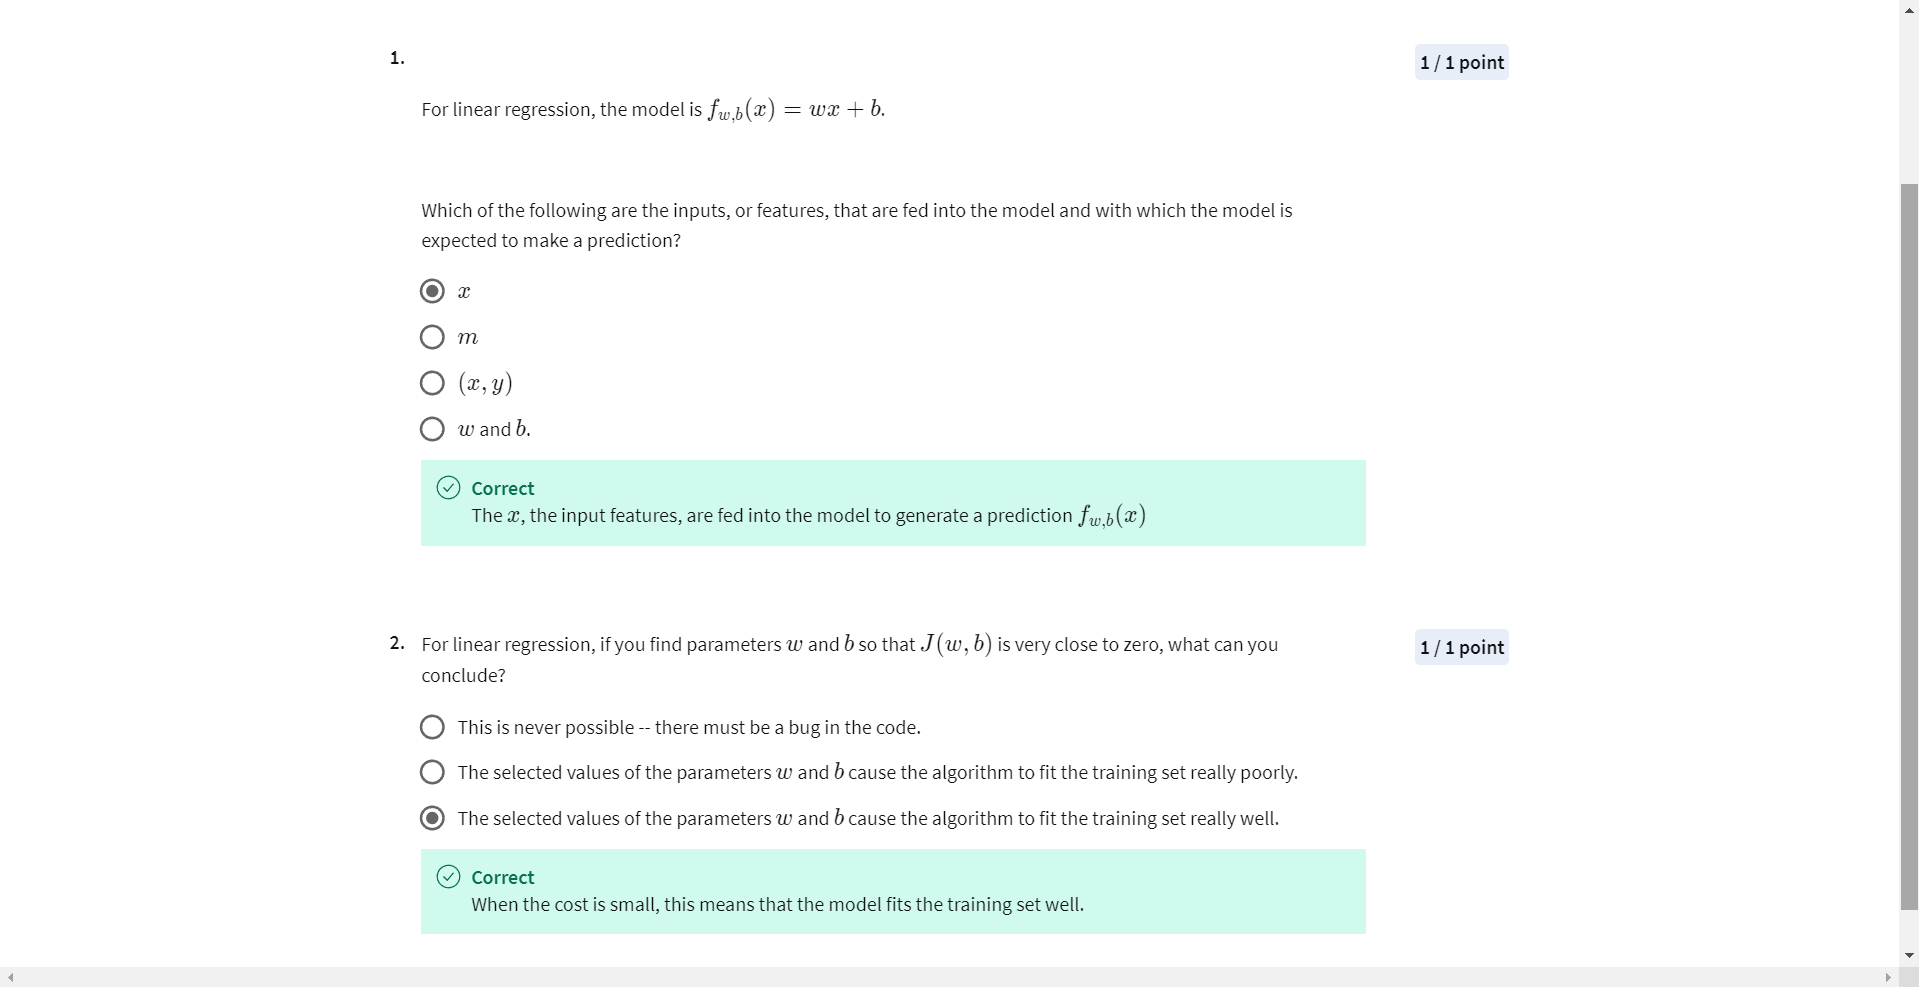 1.
1 / 1 point
For linear regression, the model is f_{w,b}(x) = wx + b.
Which of the following are the inputs, or features, that are fed into the model and with which the model is
expected to make a prediction?
x
m
(x, y)
w and b.
Correct
The x, the input features, are fed into the model to generate a prediction f_{w,b}(x)
2. For linear regression, if you find parameters w and b so that J(w, b) is very close to zero, what can you
1 / 1 point
conclude?
This is never possible -- there must be a bug in the code.
The selected values of the parameters w and b cause the algorithm to fit the training set really poorly.
The selected values of the parameters w and b cause the algorithm to fit the training set really well.
Correct
When the cost is small, this means that the model fits the training set well.